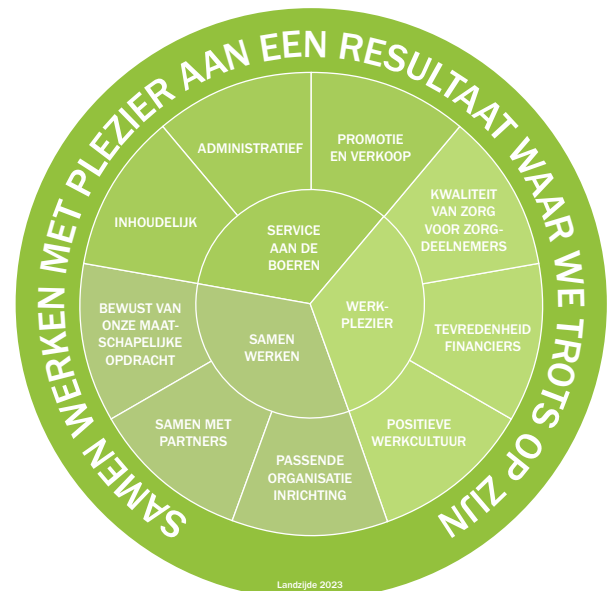 SAMEN WERKEN MET PLEZIER AAN EEN RESULTAAT WAAR WE TROTS OP ZIJN
ADMINISTRATIEF
PROMOTIE
EN VERKOOP
INHOUDELIJK
SERVICE
AAN DE
BOEREN
KWALITEIT
VAN ZORG
VOOR ZORG-
DEELNEMERS
BEWUST VAN
ONZE MAAT-
SCHAPELIJKE
OPDRACHT
SAMEN
WERKEN
WERK-
PLEZIER
TEVREDENHEID
FINANCIERS
SAMEN MET
PARTNERS
PASSENDE
ORGANISATIE
INRICHTING
POSITIEVE
WERKCULTUUR
Landzijde 2023